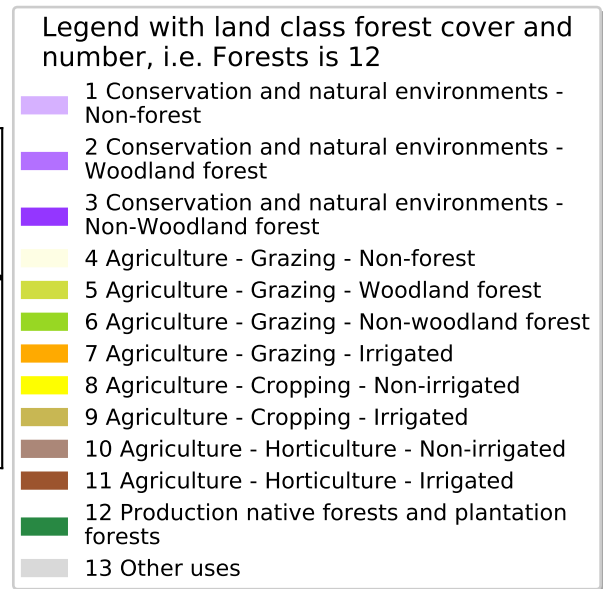 Legend with land class forest cover and
number, i.e. Forests is 12
1 Conservation and natural environments -
Non-forest
2 Conservation and natural environments -
Woodland forest
3 Conservation and natural environments -
Non-Woodland forest
4 Agriculture - Grazing - Non-forest
5 Agriculture - Grazing - Woodland forest
6 Agriculture - Grazing - Non-woodland forest
7 Agriculture - Grazing - Irrigated
8 Agriculture - Cropping - Non-irrigated
9 Agriculture - Cropping - Irrigated
10 Agriculture - Horticulture - Non-irrigated
11 Agriculture - Horticulture - Irrigated
12 Production native forests and plantation
forests
13 Other uses